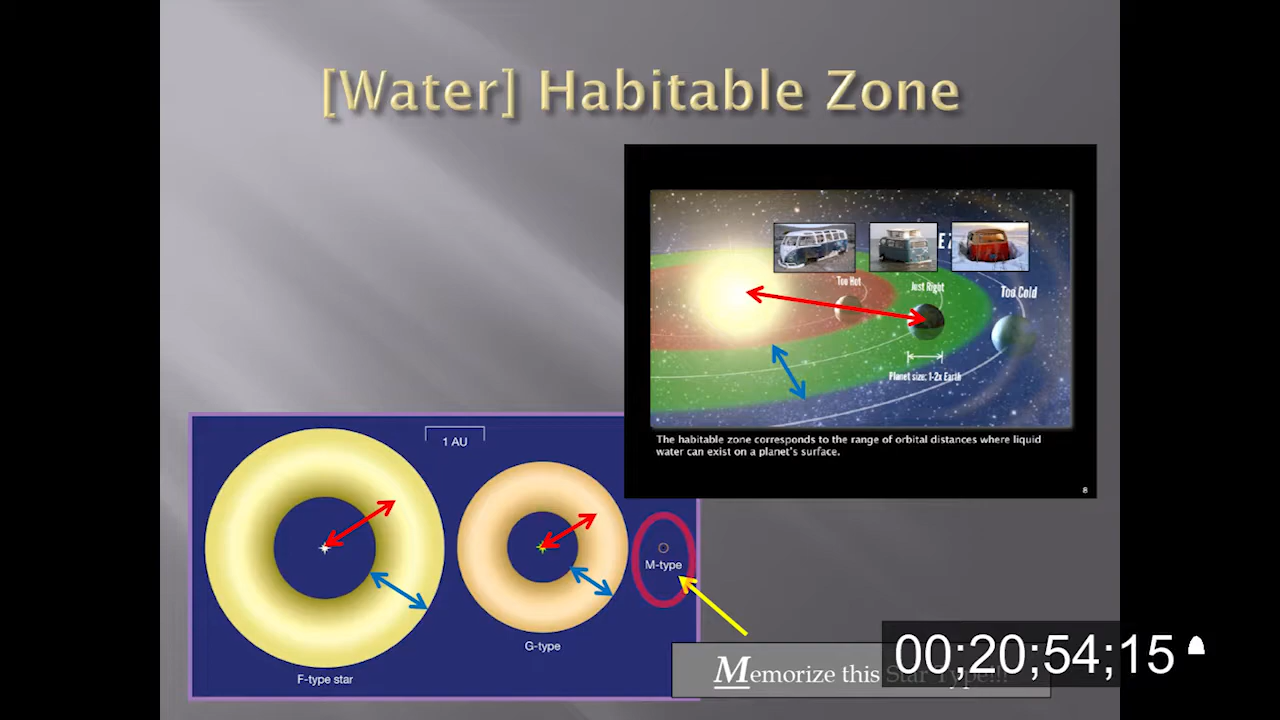 [Water] Habitable Zone
Too Hot
Just Right
Too Cold
Planet size: 1-2x Earth
The habitable zone corresponds to the range of orbital distances where liquid
water can exist on a planet's surface.
8
1 AU
M-type
G-type
F-type star
Memorize this Star Type!!!
00;20;54;15